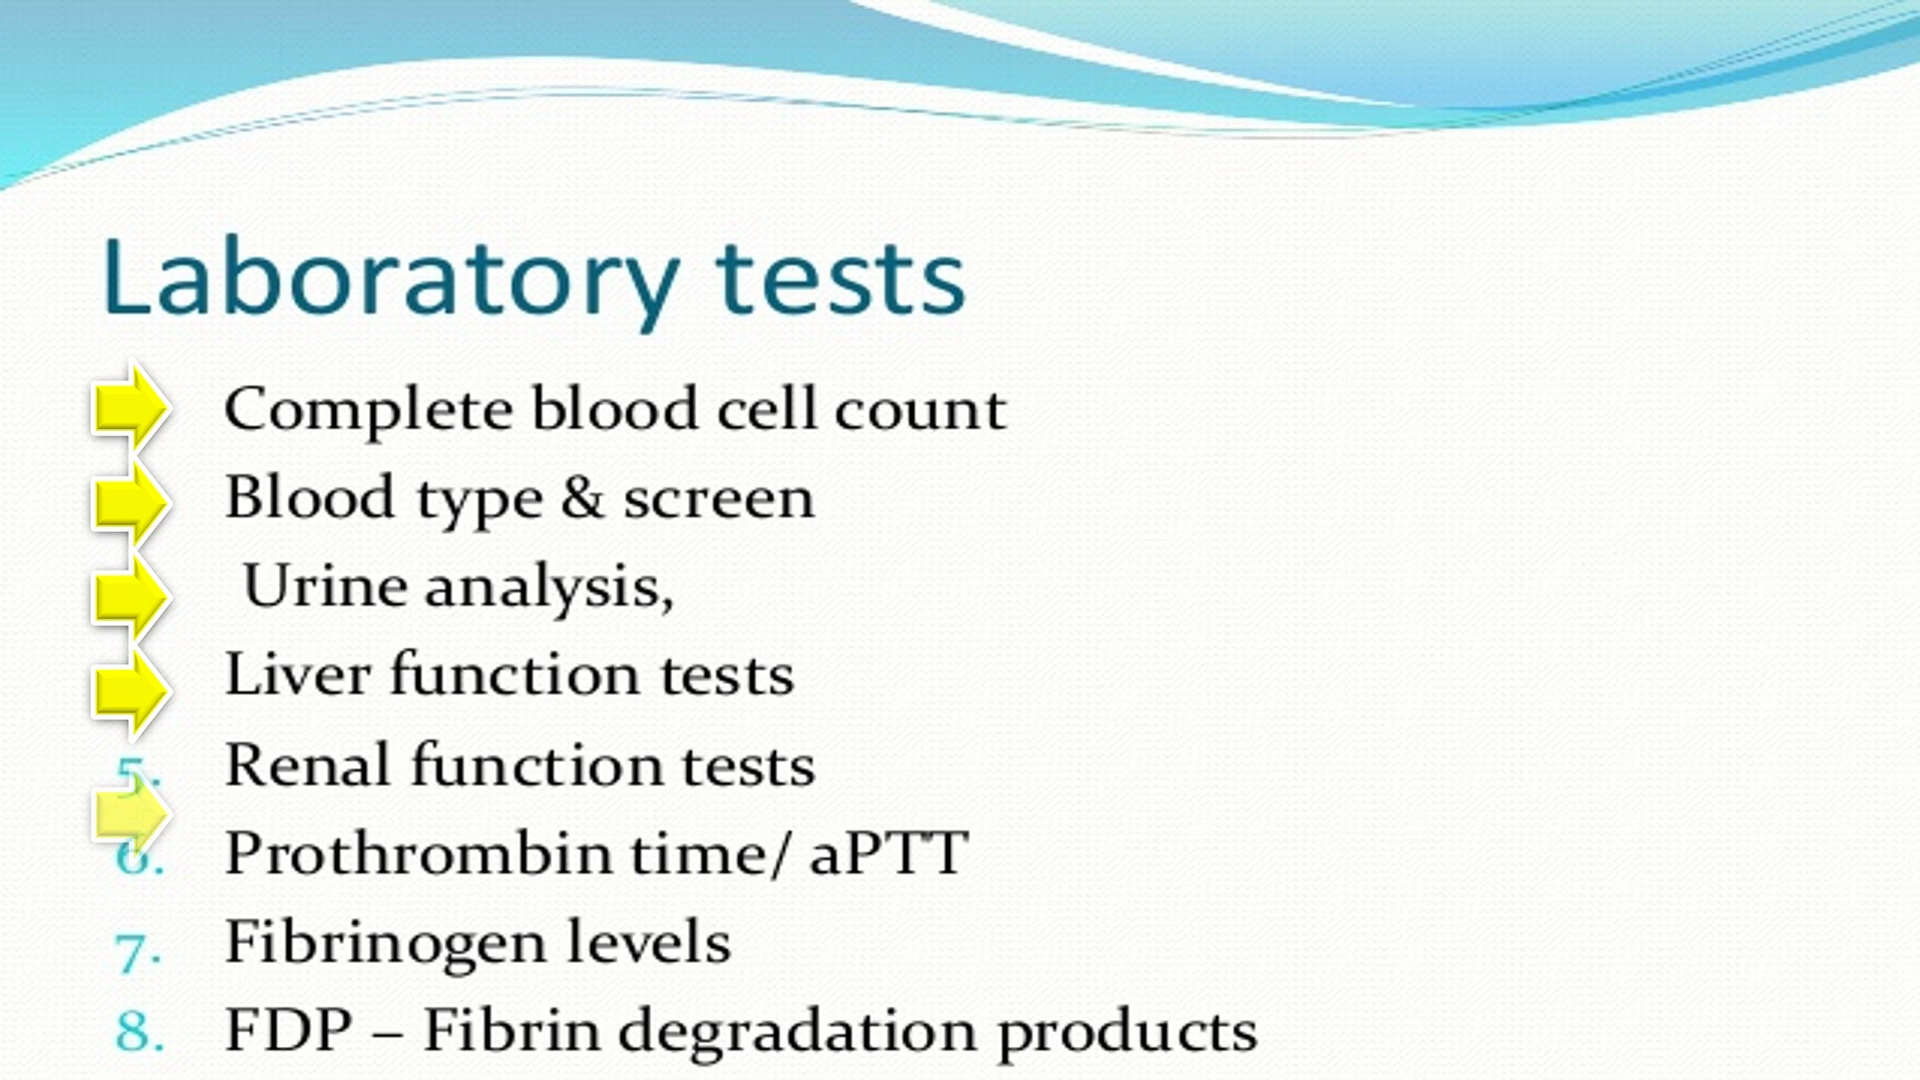 Laboratory tests
Complete blood cell count
Blood type & screen
Urine analysis,
Liver function tests
5. Renal function tests
6. Prothrombin time/ aPTT
7. Fibrinogen levels
8. FDP – Fibrin degradation products